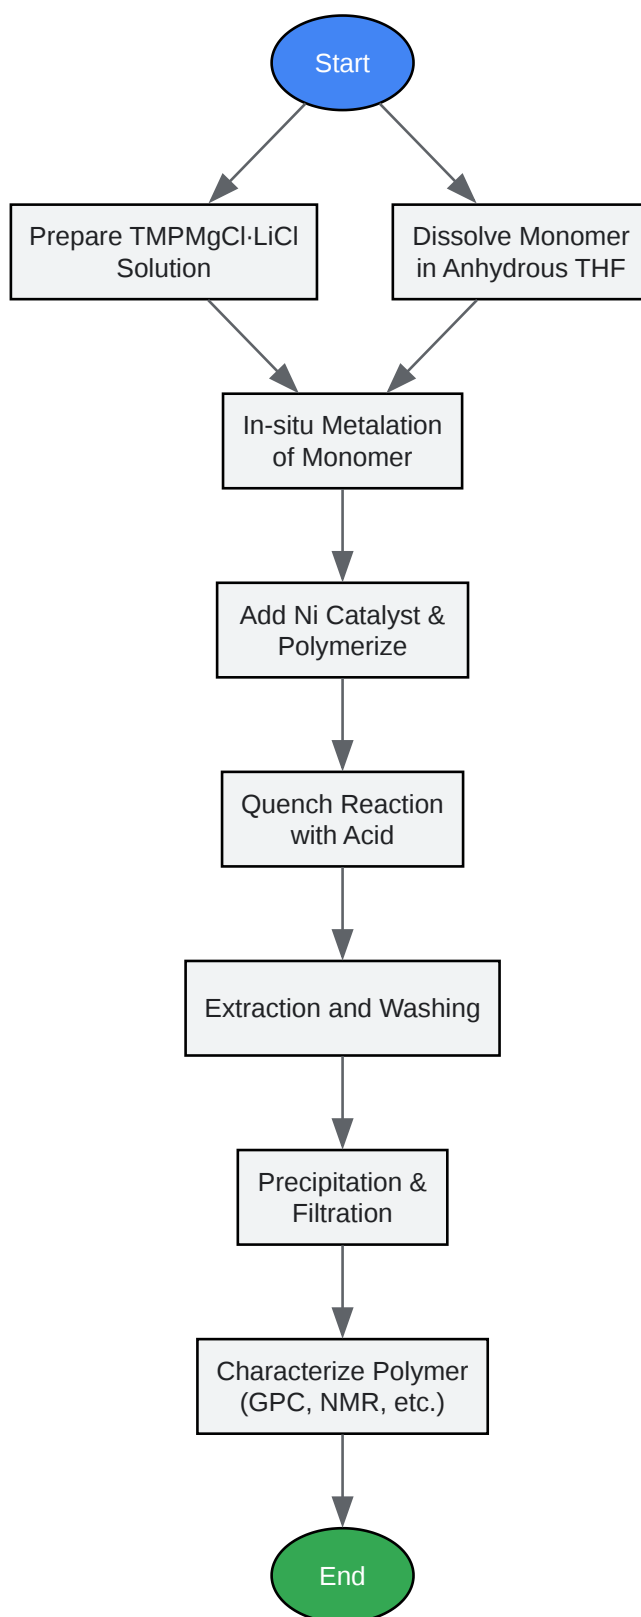 Start
Prepare TMPMgCl·LiCl
Solution
Dissolve Monomer
in Anhydrous THF
In-situ Metalation
of Monomer
Add Ni Catalyst &
Polymerize
Quench Reaction
with Acid
Extraction and Washing
Precipitation &
Filtration
Characterize Polymer
(GPC, NMR, etc.)
End